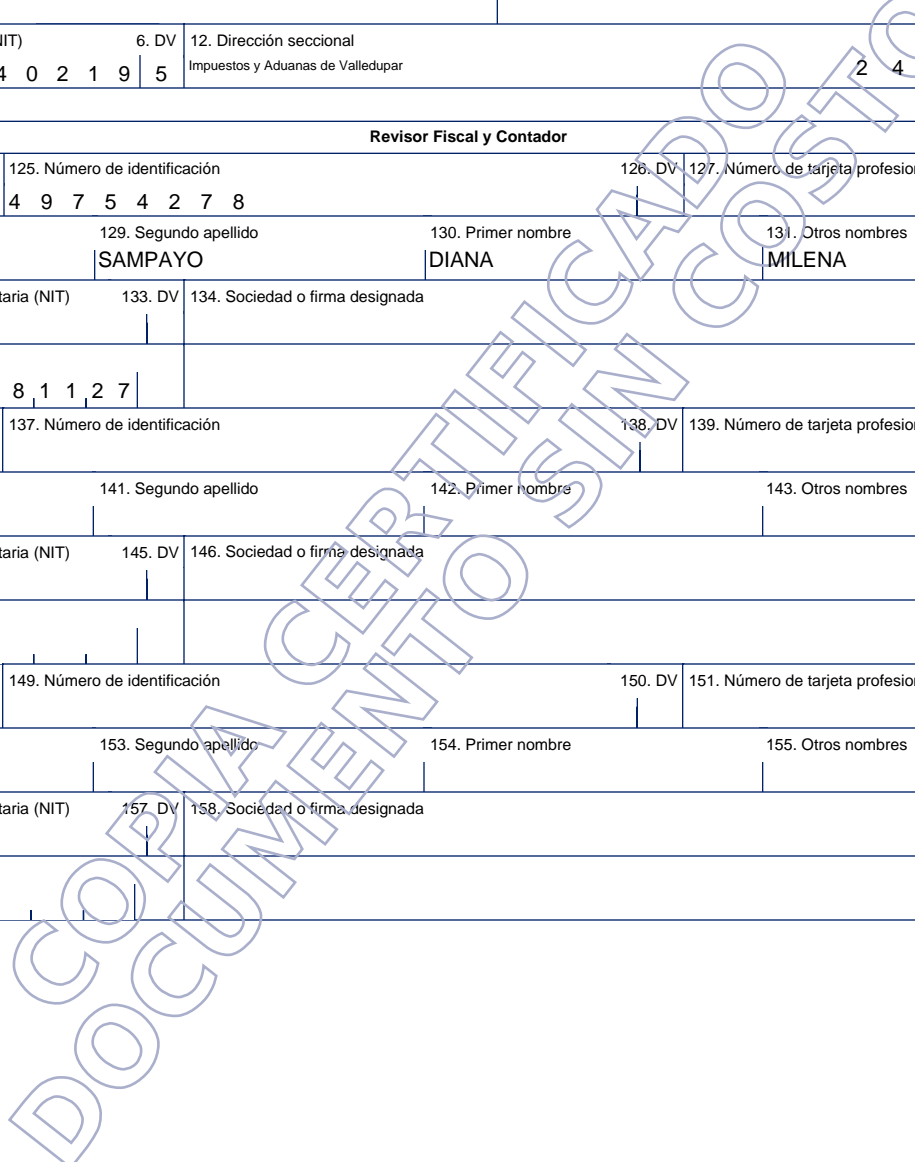 NIT) 6. DV 12. Dirección seccional
4 0 2 1 9 5 Impuestos y Aduanas de Valledupar 2 4
Revisor Fiscal y Contador
125. Número de identificación 126. DV 127. Número de tarjeta profesion
4 9 7 5 4 2 7 8
129. Segundo apellido 130. Primer nombre 131. Otros nombres
SAMPAYO DIANA MILENA
taria (NIT) 133. DV 134. Sociedad o firma designada
8 1 1 2 7
137. Número de identificación 138. DV 139. Número de tarjeta profesion
141. Segundo apellido 142. Primer nombre 143. Otros nombres
taria (NIT) 145. DV 146. Sociedad o firma designada
149. Número de identificación 150. DV 151. Número de tarjeta profesion
153. Segundo apellido 154. Primer nombre 155. Otros nombres
taria (NIT) 157. DV 158. Sociedad o firma designada
COPIA CERTIFICADO
DOCUMENTO SIN COSTO